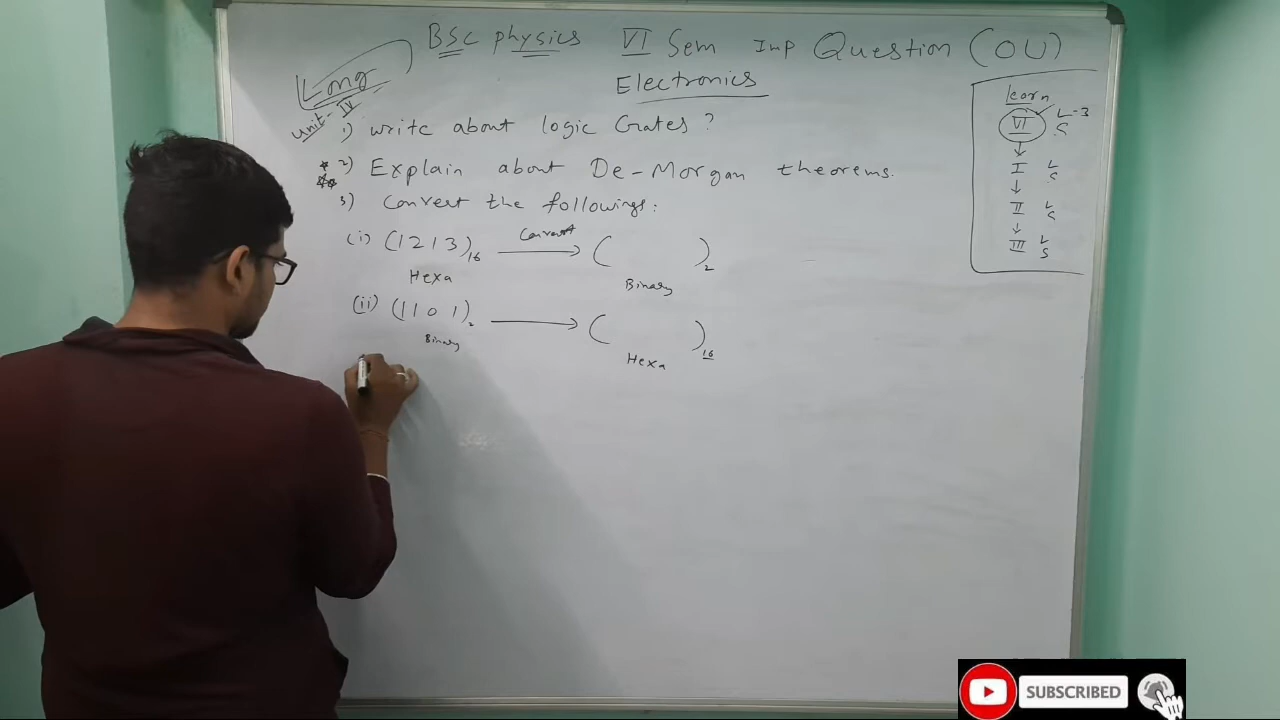 BSC physics VI Sem Imp Question (OU)
Electronics
Long
Unit-IV
1) write about logic Gates ?
2) Explain about De-Morgan theorems.
3) Convert the followings:
(i) (1213)16 Convert → ( )2
Hexa Binary
(ii) (1101)2 → ( )16
Binary Hexa
learn
VI L-3
S
↓
I L
S
↓
II L
S
↓
III L
S
SUBSCRIBED